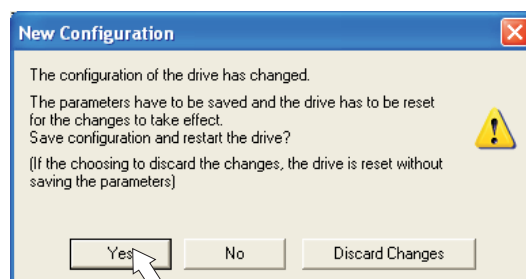 New Configuration
The configuration of the drive has changed.
The parameters have to be saved and the drive has to be reset
for the changes to take effect.
Save configuration and restart the drive?
(If the choosing to discard the changes, the drive is reset without
saving the parameters)
Yes
No
Discard Changes